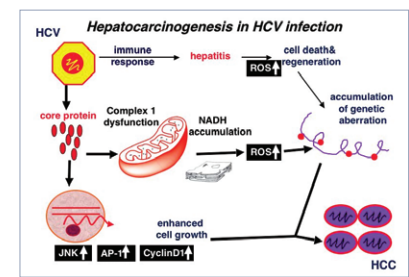 Hepatocarcinogenesis in HCV infection
HCV
immune
response
hepatitis
cell death&
regeneration
ROS
accumulation
of genetic
aberration
core protein
Complex 1
dysfunction
NADH
accumulation
ROS
enhanced
cell growth
JNK
AP-1
CyclinD1
HCC